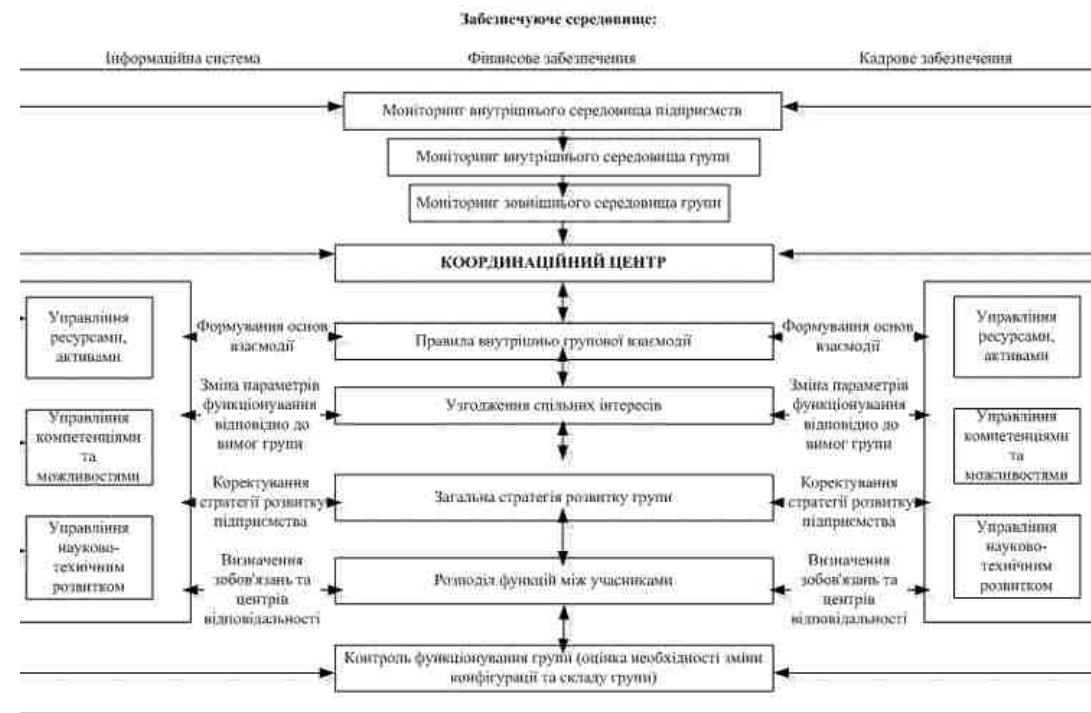 Забезпечуюче середовище:
Інформаційна система
Фінансове забезпечення
Кадрове забезпечення
Моніторинг внутрішнього середовища підприємств
Моніторинг внутрішнього середовища групи
Моніторинг зовнішнього середовища групи
КООРДИНАЦІЙНИЙ ЦЕНТР
Управління
ресурсами,
активами
Управління
компетенціями
та
можливостями
Управління
науково-
технічним
розвитком
Формування основ
взаємодії
Зміна параметрів
функціонування
відповідно до
вимог групи
Коректування
стратегії розвитку
підприємства
Визначення
зобов'язань та
центрів
відповідальності
Правила внутрішньо групової взаємодії
Узгодження спільних інтересів
Загальна стратегія розвитку групи
Розподіл функцій між учасниками
Контроль функціонування групи (оцінка необхідності зміни
конфігурації та складу групи)
Формування основ
взаємодії
Зміна параметрів
функціонування
відповідно до
вимог групи
Коректування
стратегії розвитку
підприємства
Визначення
зобов'язань та
центрів
відповідальності
Управління
ресурсами,
активами
Управління
компетенціями
та
можливостями
Управління
науково-
технічним
розвитком